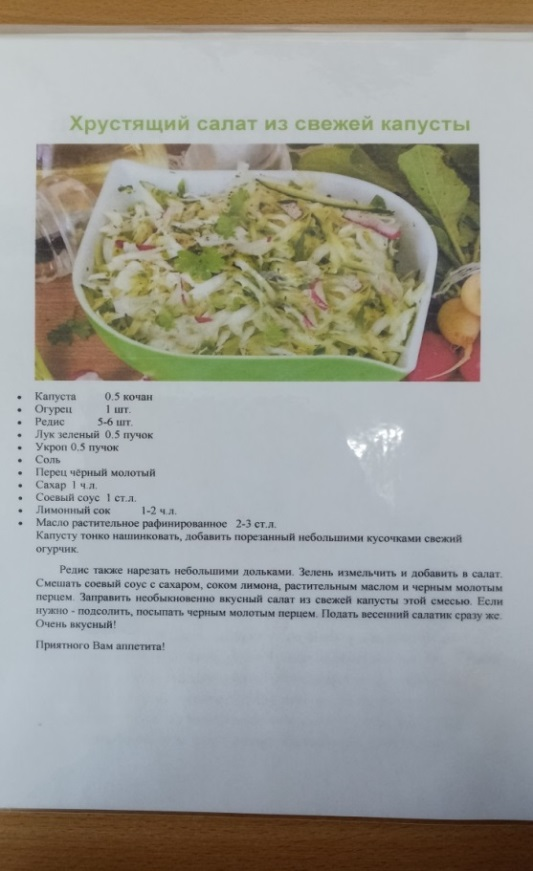 Хрустящий салат из свежей капусты
• Капуста 0.5 кочан
• Огурец 1 шт.
• Редис 5-6 шт.
• Лук зеленый 0.5 пучок
• Укроп 0.5 пучок
• Соль
• Перец чёрный молотый
• Сахар 1 ч.л.
• Соевый соус 1 ст.л.
• Лимонный сок 1-2 ч.л.
• Масло растительное рафинированное 2-3 ст.л.
Капусту тонко нашинковать, добавить порезанный небольшими кусочками свежий
огурчик.
Редис также нарезать небольшими дольками. Зелень измельчить и добавить в салат.
Смешать соевый соус с сахаром, соком лимона, растительным маслом и черным молотым
перцем. Заправить необыкновенно вкусный салат из свежей капусты этой смесью. Если
нужно - подсолить, посыпать черным молотым перцем. Подать весенний салатик сразу же.
Очень вкусный!
Приятного Вам аппетита!